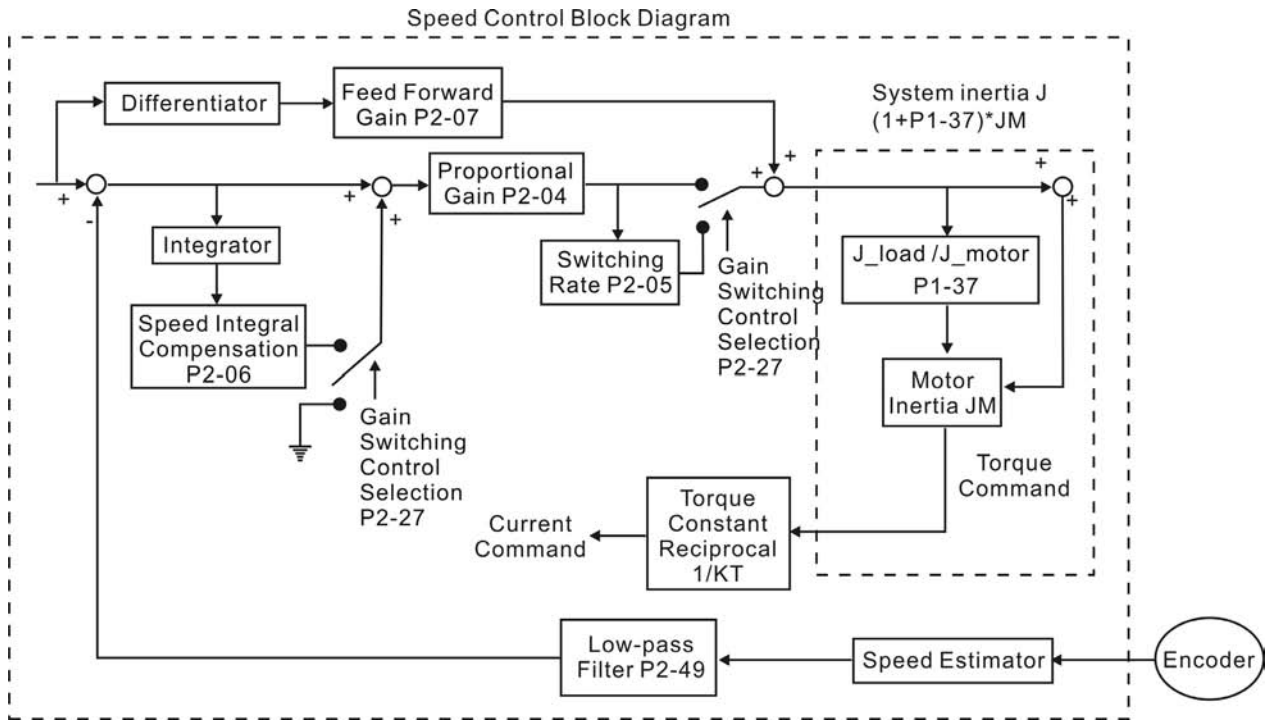 Speed Control Block Diagram
Differentiator
Feed Forward
Gain P2-07
System inertia J
(1+P1-37)*JM
+
-
+
+
Proportional
Gain P2-04
+
+
+
+
Integrator
Switching
Rate P2-05
Gain
Switching
Control
Selection
P2-27
J_load /J_motor
P1-37
Speed Integral
Compensation
P2-06
Gain
Switching
Control
Selection
P2-27
Motor
Inertia JM
Torque
Command
Torque
Constant
Reciprocal
1/KT
Current
Command
Low-pass
Filter P2-49
Speed Estimator
Encoder